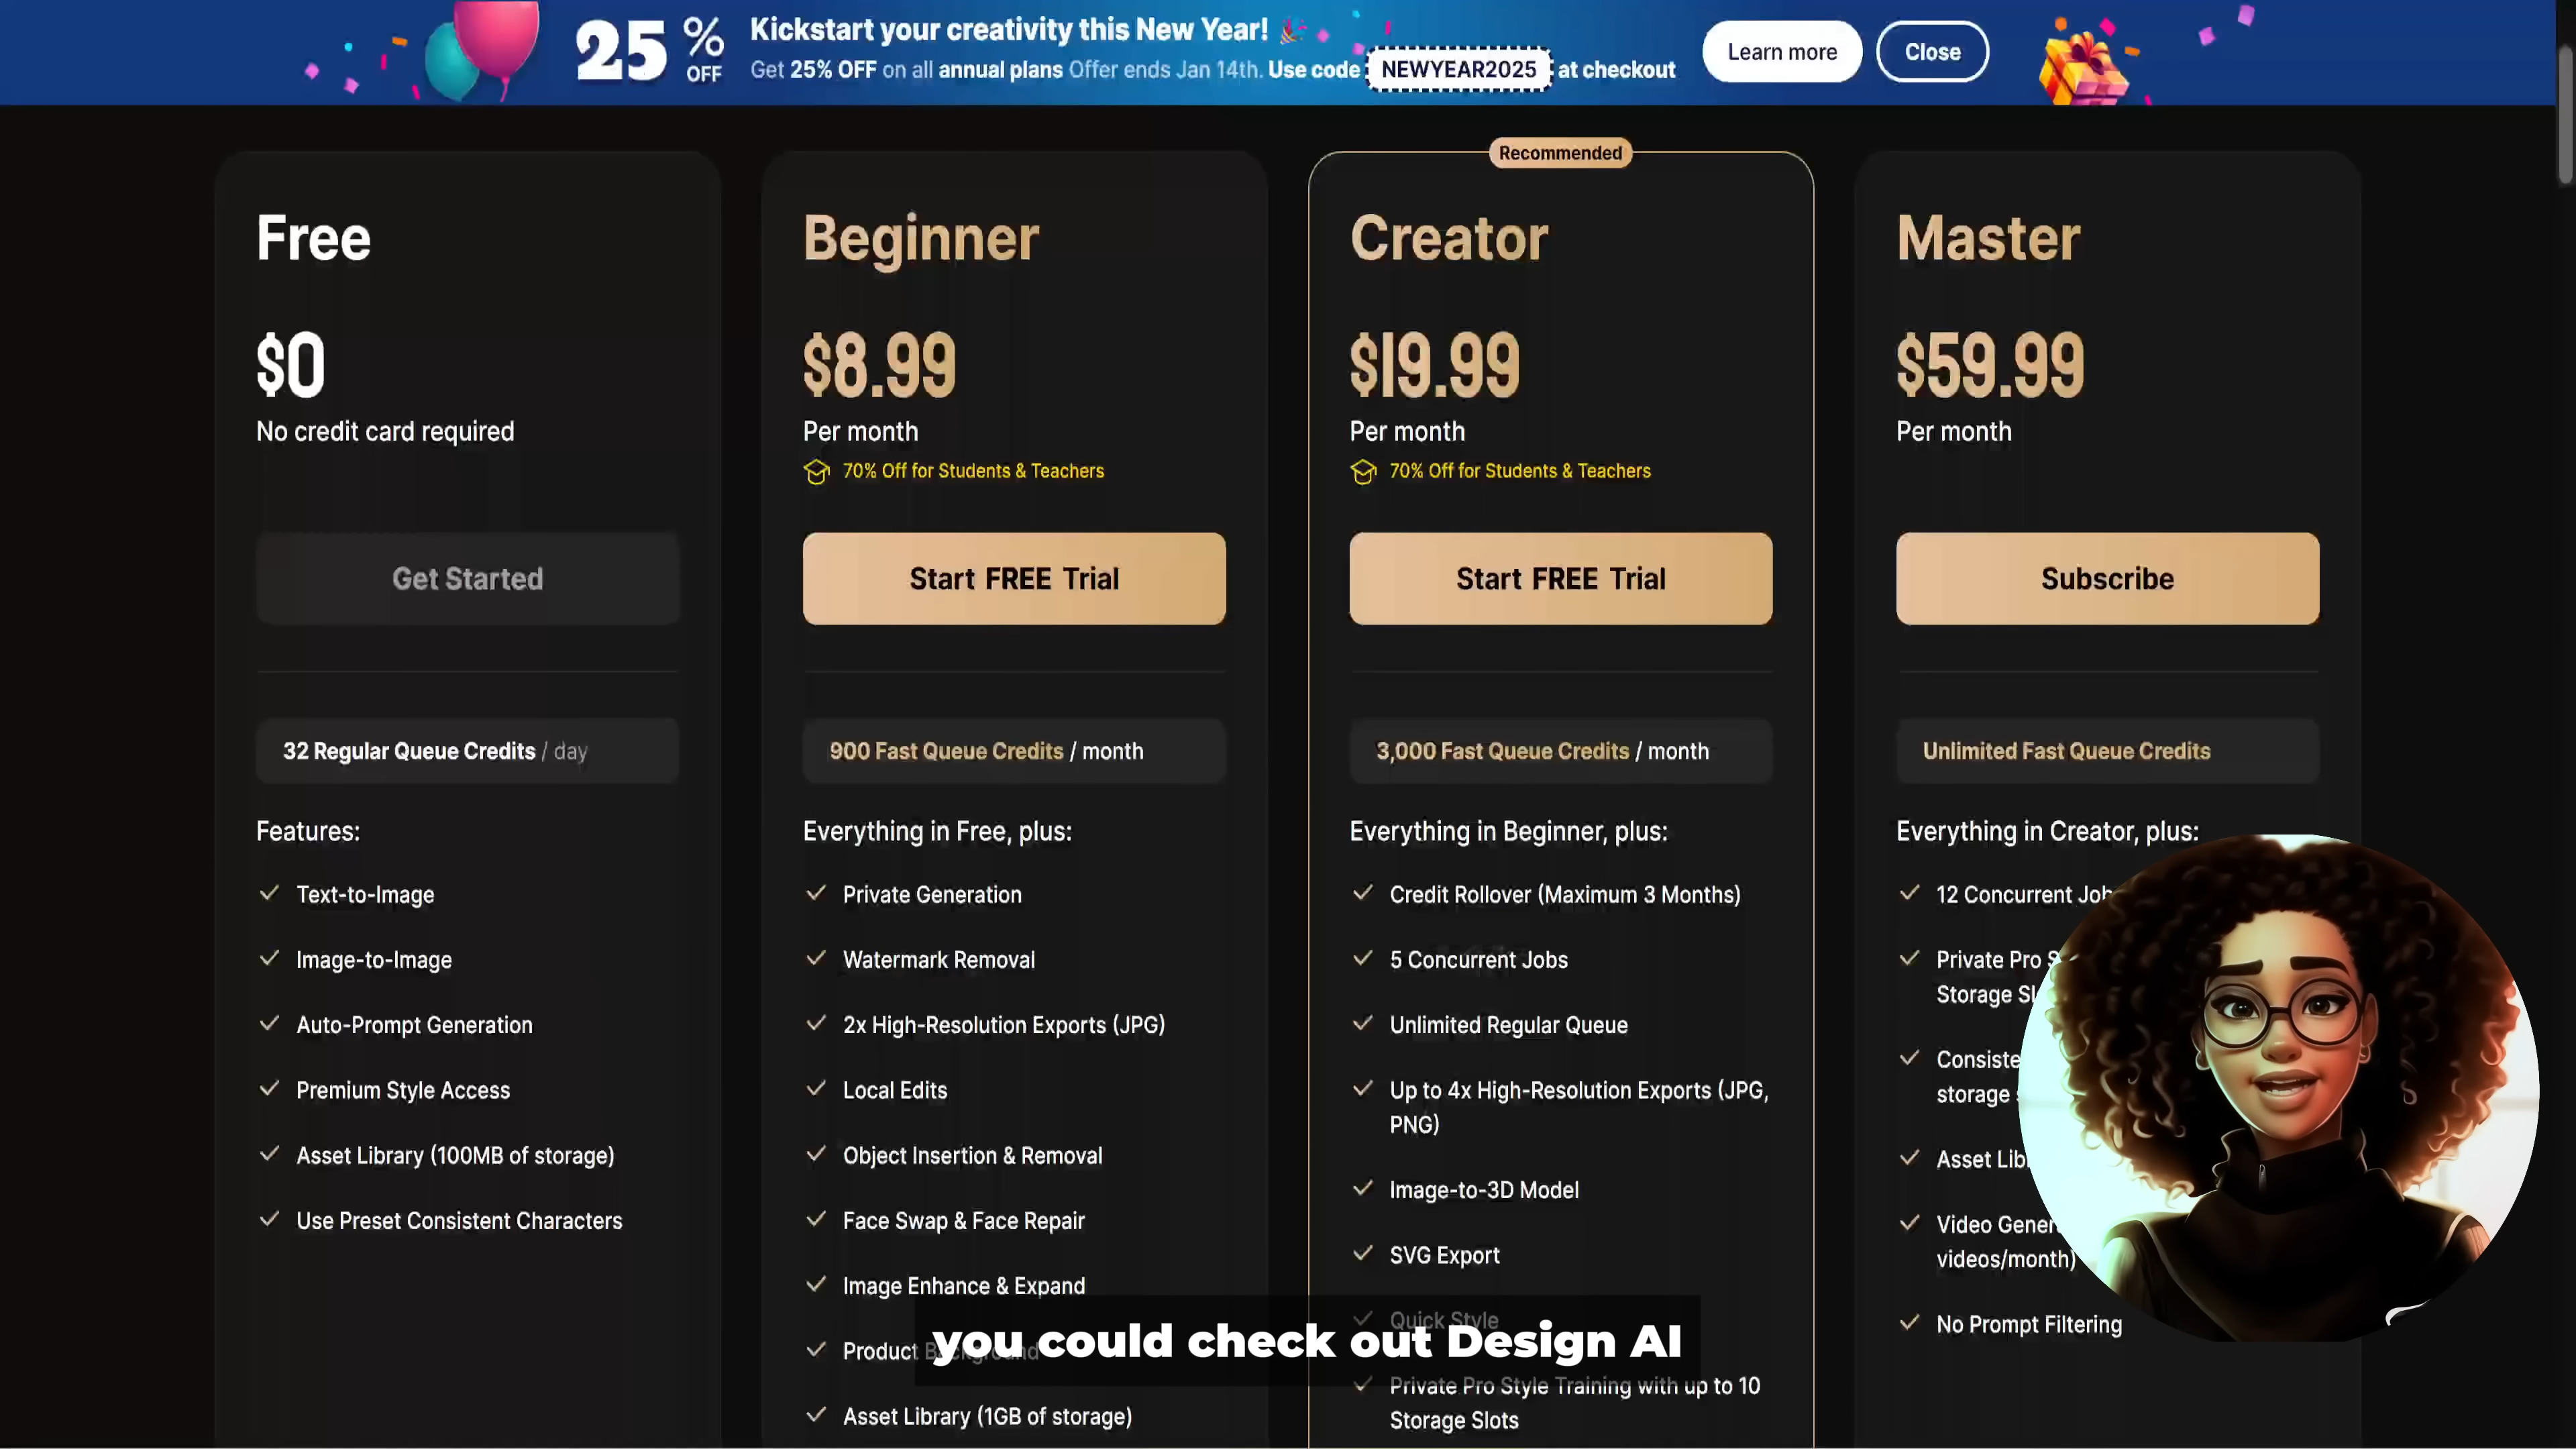 25% OFF
Kickstart your creativity this New Year!
Get 25% OFF on all annual plans Offer ends Jan 14th. Use code NEWYEAR2025 at checkout
Learn more
Close
Free
$0
No credit card required
Get Started
32 Regular Queue Credits / day
Features:
Text-to-Image
Image-to-Image
Auto-Prompt Generation
Premium Style Access
Asset Library (100MB of storage)
Use Preset Consistent Characters
Beginner
$8.99
Per month
70% Off for Students & Teachers
Start FREE Trial
900 Fast Queue Credits / month
Everything in Free, plus:
Private Generation
Watermark Removal
2x High-Resolution Exports (JPG)
Local Edits
Object Insertion & Removal
Face Swap & Face Repair
Image Enhance & Expand
Product Background
Asset Library (1GB of storage)
Recommended
Creator
$19.99
Per month
70% Off for Students & Teachers
Start FREE Trial
3,000 Fast Queue Credits / month
Everything in Beginner, plus:
Credit Rollover (Maximum 3 Months)
5 Concurrent Jobs
Unlimited Regular Queue
Up to 4x High-Resolution Exports (JPG,
PNG)
Image-to-3D Model
SVG Export
Quick Style
Private Pro Style Training with up to 10
Storage Slots
Master
$59.99
Per month
Subscribe
Unlimited Fast Queue Credits
Everything in Creator, plus:
12 Concurrent
Private Pro
Storage
storage
Asset
Video
videos/month)
No Prompt Filtering
you could check out Design AI